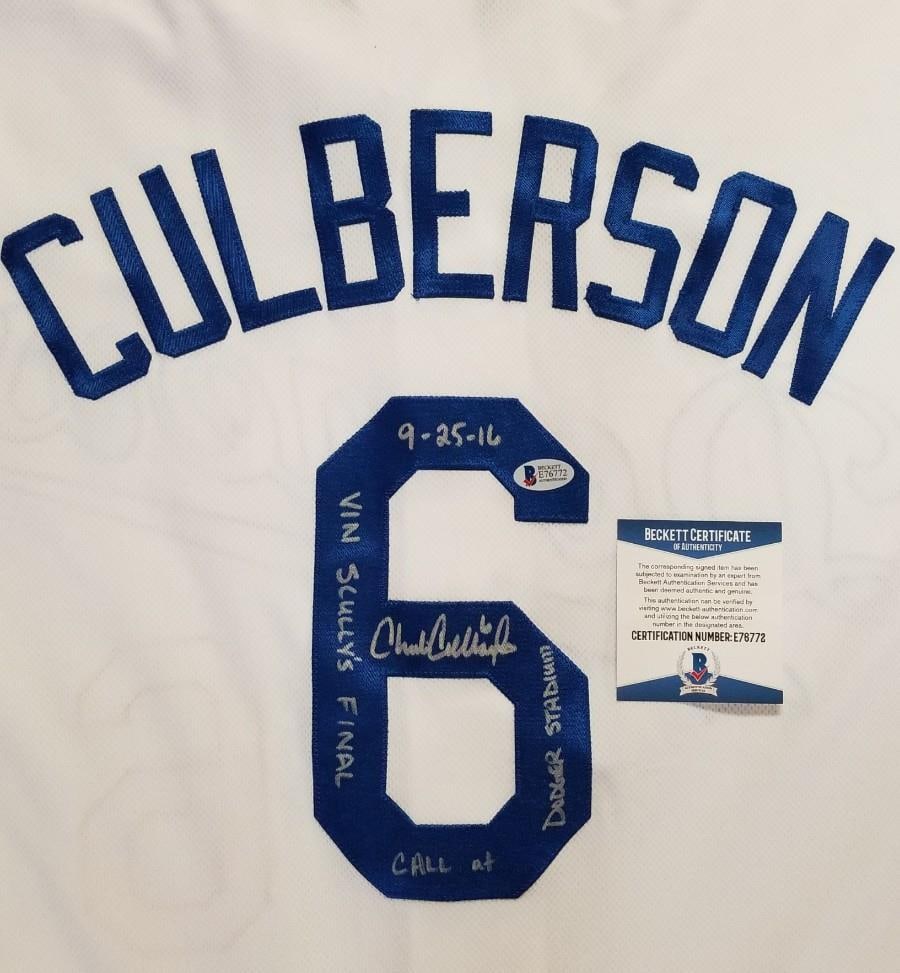 CULBERSON
6
9-25-16
BECKETT
E76772
AUTHENTICATION
VIN SCULLY'S FINAL
CALL at
DODGER STADIUM
6
BECKETT CERTIFICATE
OF AUTHENTICITY
The corresponding signed item has been
subjected to examination by an expert from
Beckett Authentication Services and has
been deemed authentic and genuine.
This authentication can be verified by
visiting www.beckett-authentication.com
and utilizing the below authentication
number in the designated area.
CERTIFICATION NUMBER: E76772
BECKETT
B